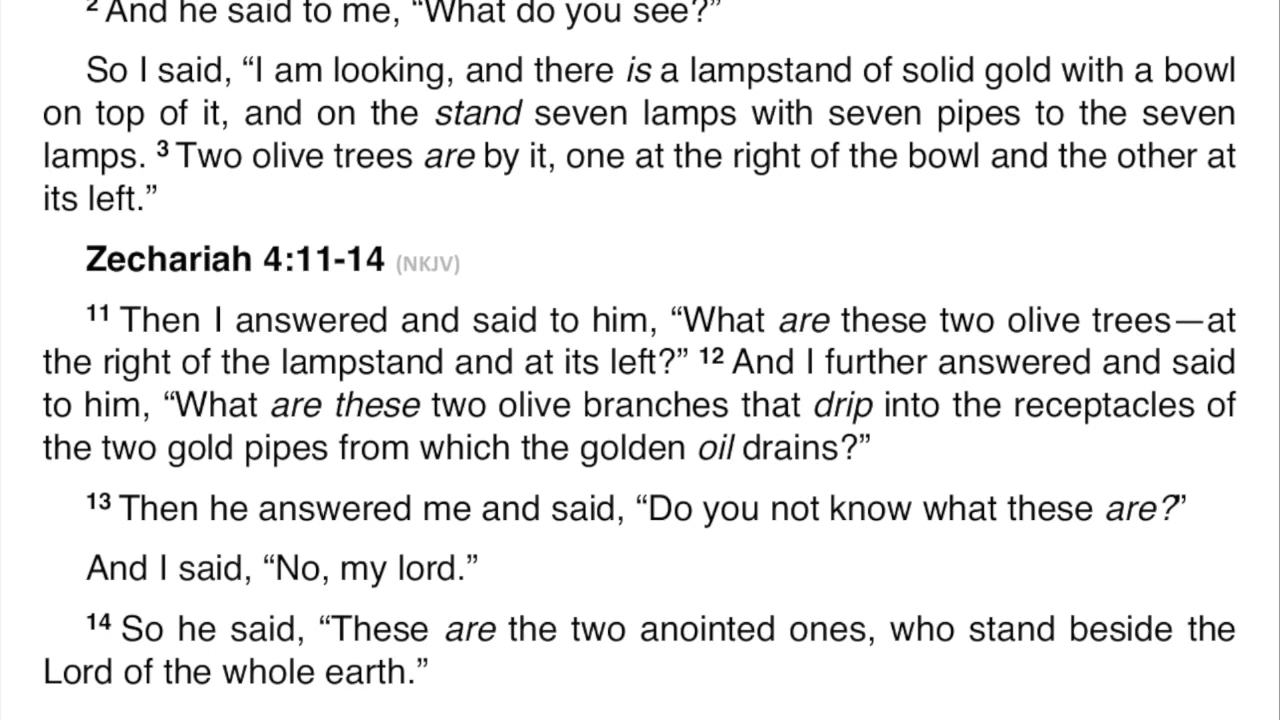 2 And he said to me, “What do you see?”
So I said, “I am looking, and there is a lampstand of solid gold with a bowl
on top of it, and on the stand seven lamps with seven pipes to the seven
lamps. 3 Two olive trees are by it, one at the right of the bowl and the other at
its left.”
Zechariah 4:11-14 (NKJV)
11 Then I answered and said to him, “What are these two olive trees—at
the right of the lampstand and at its left?” 12 And I further answered and said
to him, “What are these two olive branches that drip into the receptacles of
the two gold pipes from which the golden oil drains?”
13 Then he answered me and said, “Do you not know what these are?”
And I said, “No, my lord.”
14 So he said, “These are the two anointed ones, who stand beside the
Lord of the whole earth.”